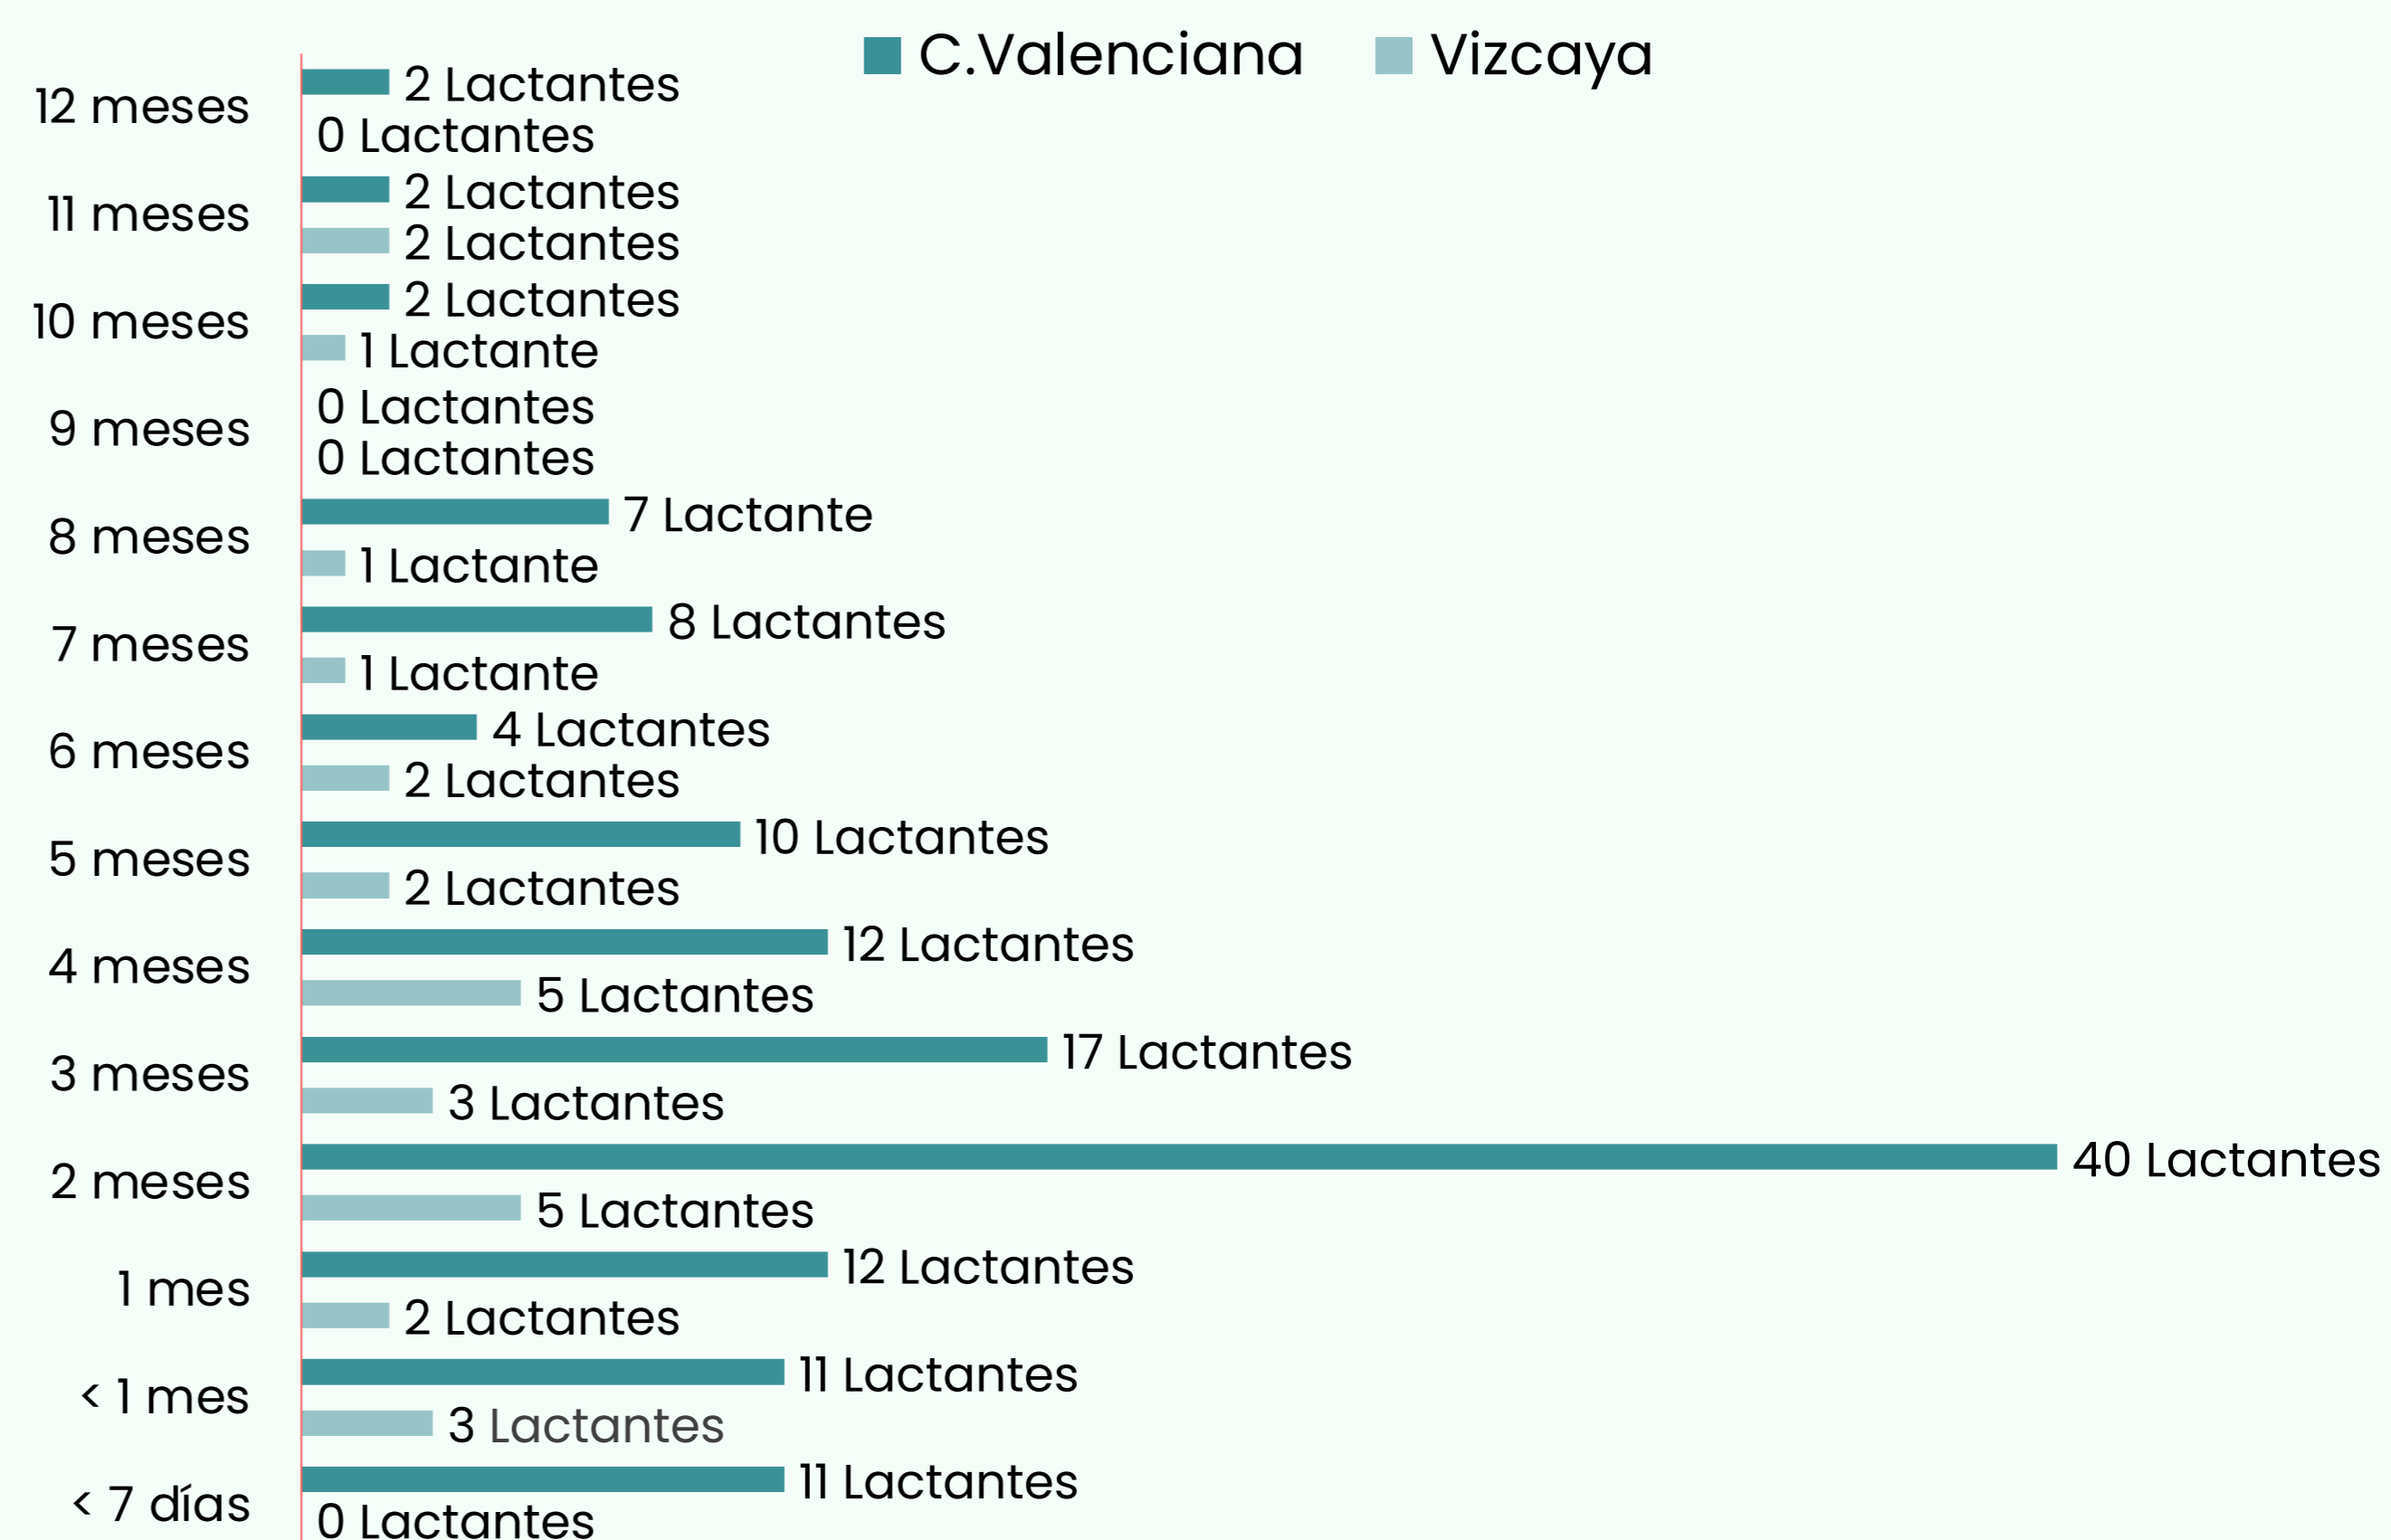 C.Valenciana Vizcaya
12 meses
2 Lactantes
0 Lactantes
11 meses
2 Lactantes
2 Lactantes
10 meses
2 Lactantes
1 Lactante
9 meses
0 Lactantes
0 Lactantes
8 meses
7 Lactante
1 Lactante
7 meses
8 Lactantes
1 Lactante
6 meses
4 Lactantes
2 Lactantes
5 meses
10 Lactantes
2 Lactantes
4 meses
12 Lactantes
5 Lactantes
3 meses
17 Lactantes
3 Lactantes
2 meses
40 Lactantes
5 Lactantes
1 mes
12 Lactantes
2 Lactantes
< 1 mes
11 Lactantes
3 Lactantes
< 7 días
11 Lactantes
0 Lactantes